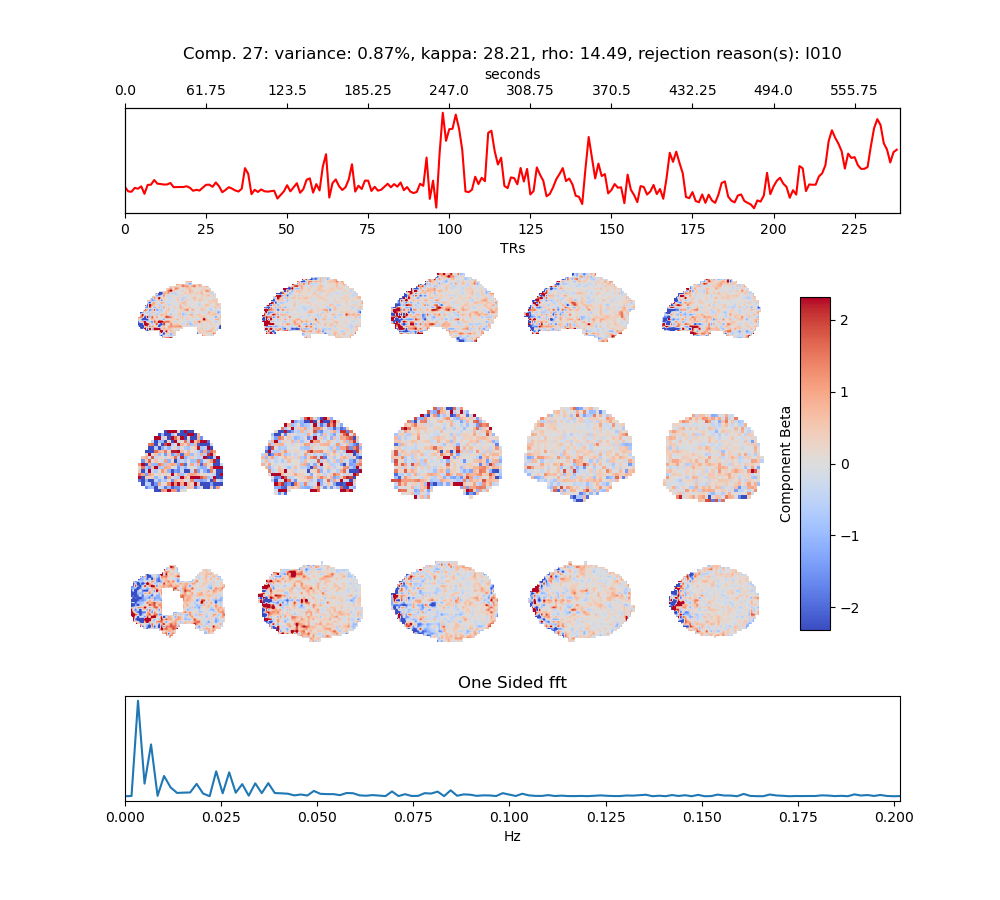 Comp. 27: variance: 0.87%, kappa: 28.21, rho: 14.49, rejection reason(s): I010
seconds
0.0 61.75 123.5 185.25 247.0 308.75 370.5 432.25 494.0 555.75
0 25 50 75 100 125 150 175 200 225
TRs
2
1
0
−1
−2
Component Beta
One Sided fft
0.000 0.025 0.050 0.075 0.100 0.125 0.150 0.175 0.200
Hz